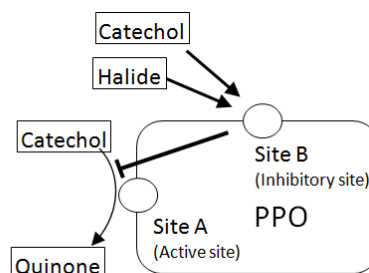 Catechol
Halide
Catechol
Site B
(Inhibitory site)
PPO
Site A
(Active site)
Quinone